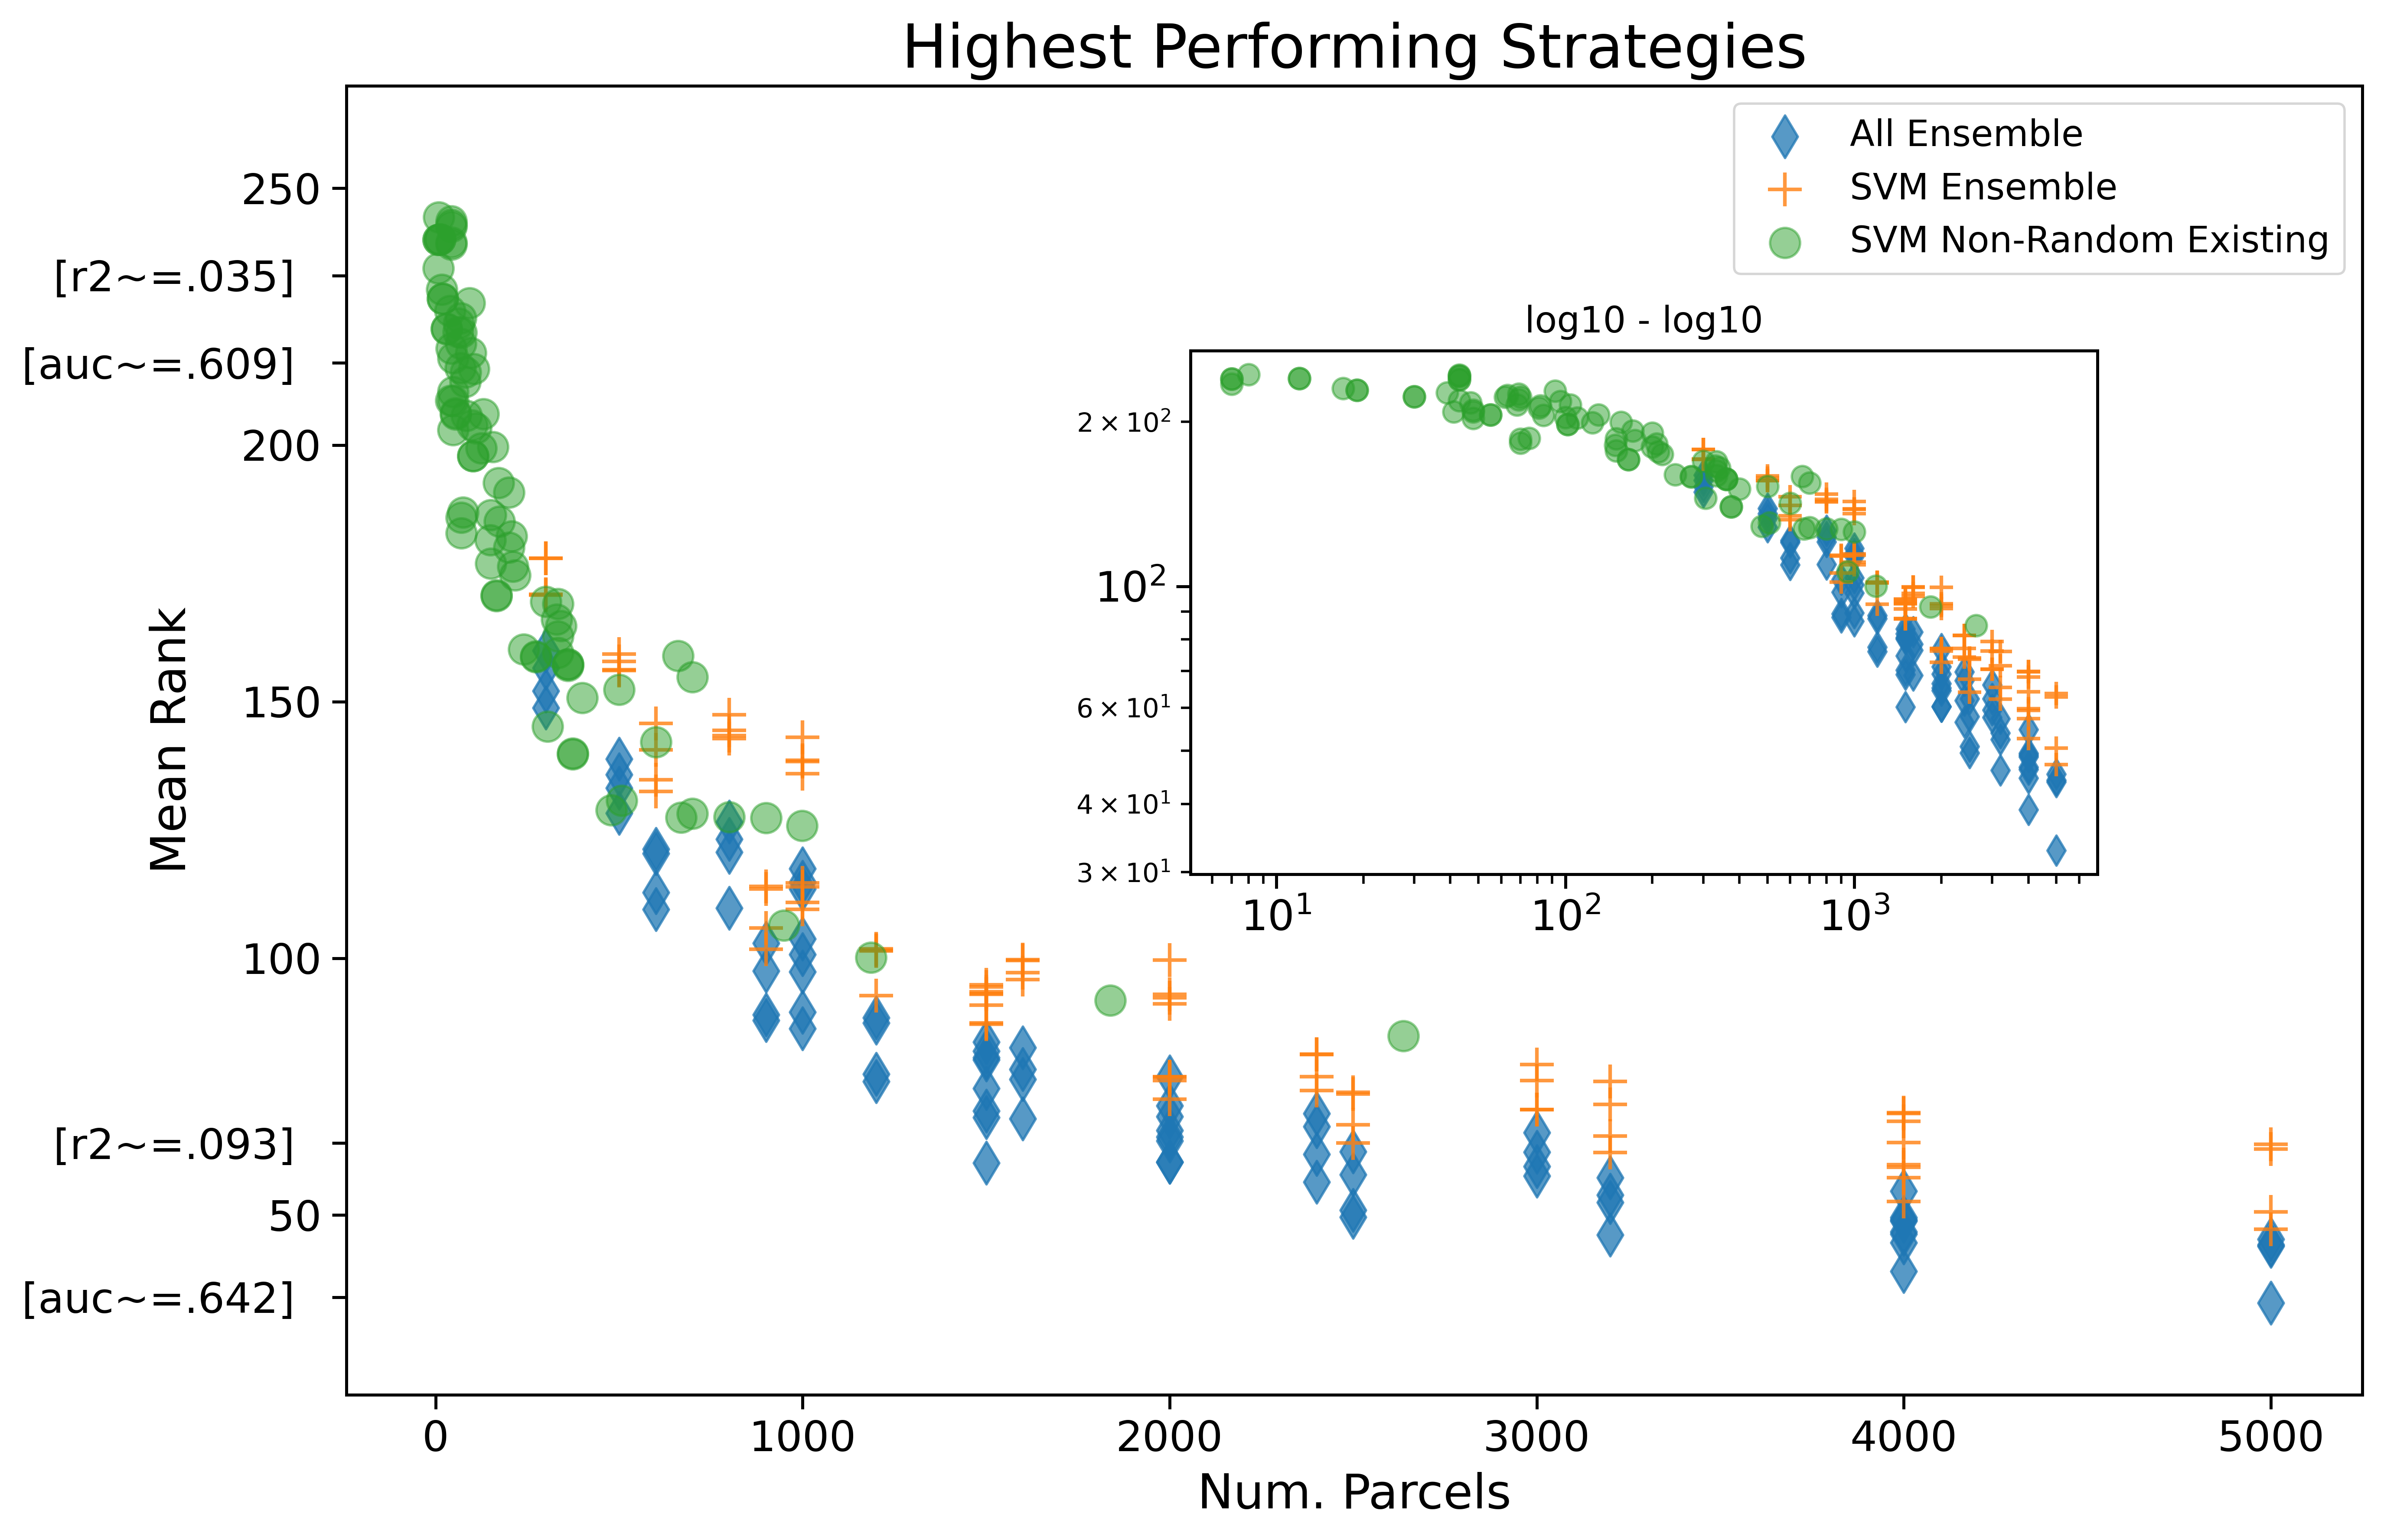 Highest Performing Strategies
All Ensemble
SVM Ensemble
SVM Non-Random Existing
250
[r2~=.035]
[auc~=.609]
200
150
100
[r2~=.093]
50
[auc~=.642]
Mean Rank
log10 - log10
2 × 10²
10²
6 × 10¹
4 × 10¹
3 × 10¹
10¹ 10² 10³
0 1000 2000 3000 4000 5000
Num. Parcels